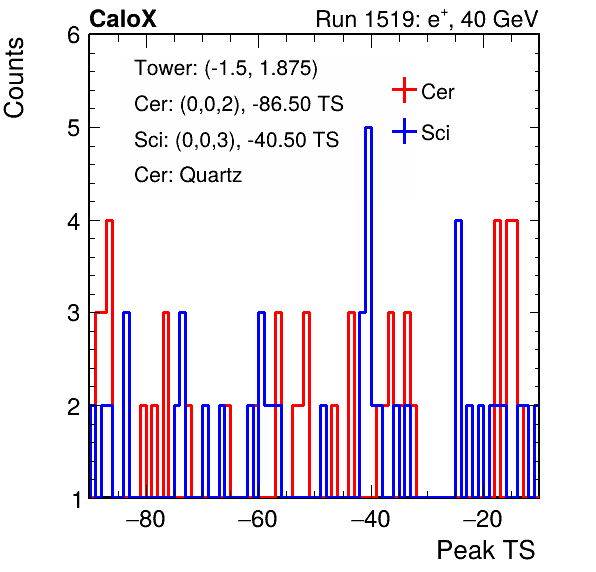 CaloX Run 1519: e⁺, 40 GeV
Counts
6
5
4
3
2
1
Tower: (-1.5, 1.875)
Cer: (0,0,2), -86.50 TS
Sci: (0,0,3), -40.50 TS
Cer: Quartz
Cer
Sci
−80 −60 −40 −20
Peak TS